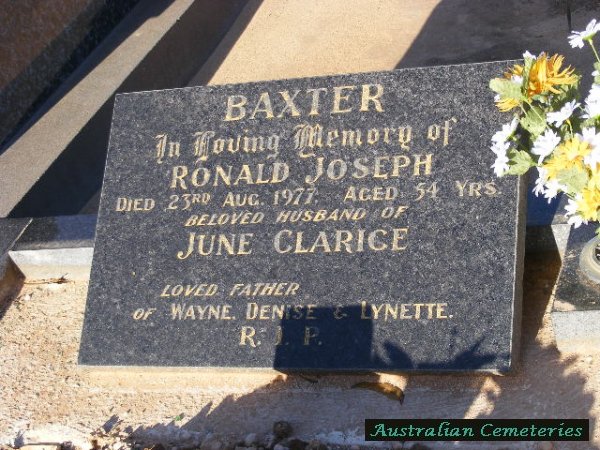 BAXTER
In Loving Memory of
RONALD JOSEPH
DIED 23RD AUG. 1977. AGED 54 YRS.
BELOVED HUSBAND OF
JUNE CLARICE
LOVED FATHER
OF WAYNE, DENISE & LYNETTE.
R.I.P.
Australian Cemeteries